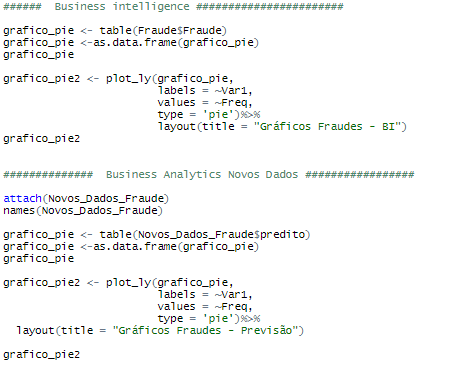 ######  Business intelligence #######################
grafico_pie <- table(Fraude$Fraude)
grafico_pie <-as.data.frame(grafico_pie)
grafico_pie
grafico_pie2 <- plot_ly(grafico_pie,
labels = ~Var1,
values = ~Freq,
type = 'pie')%>%
layout(title = "Gráficos Fraudes - BI")
grafico_pie2
##############  Business Analytics Novos Dados #################
attach(Novos_Dados_Fraude)
names(Novos_Dados_Fraude)
grafico_pie <- table(Novos_Dados_Fraude$predito)
grafico_pie <-as.data.frame(grafico_pie)
grafico_pie
grafico_pie2 <- plot_ly(grafico_pie,
labels = ~Var1,
values = ~Freq,
type = 'pie')%>%
layout(title = "Gráficos Fraudes - Previsão")
grafico_pie2